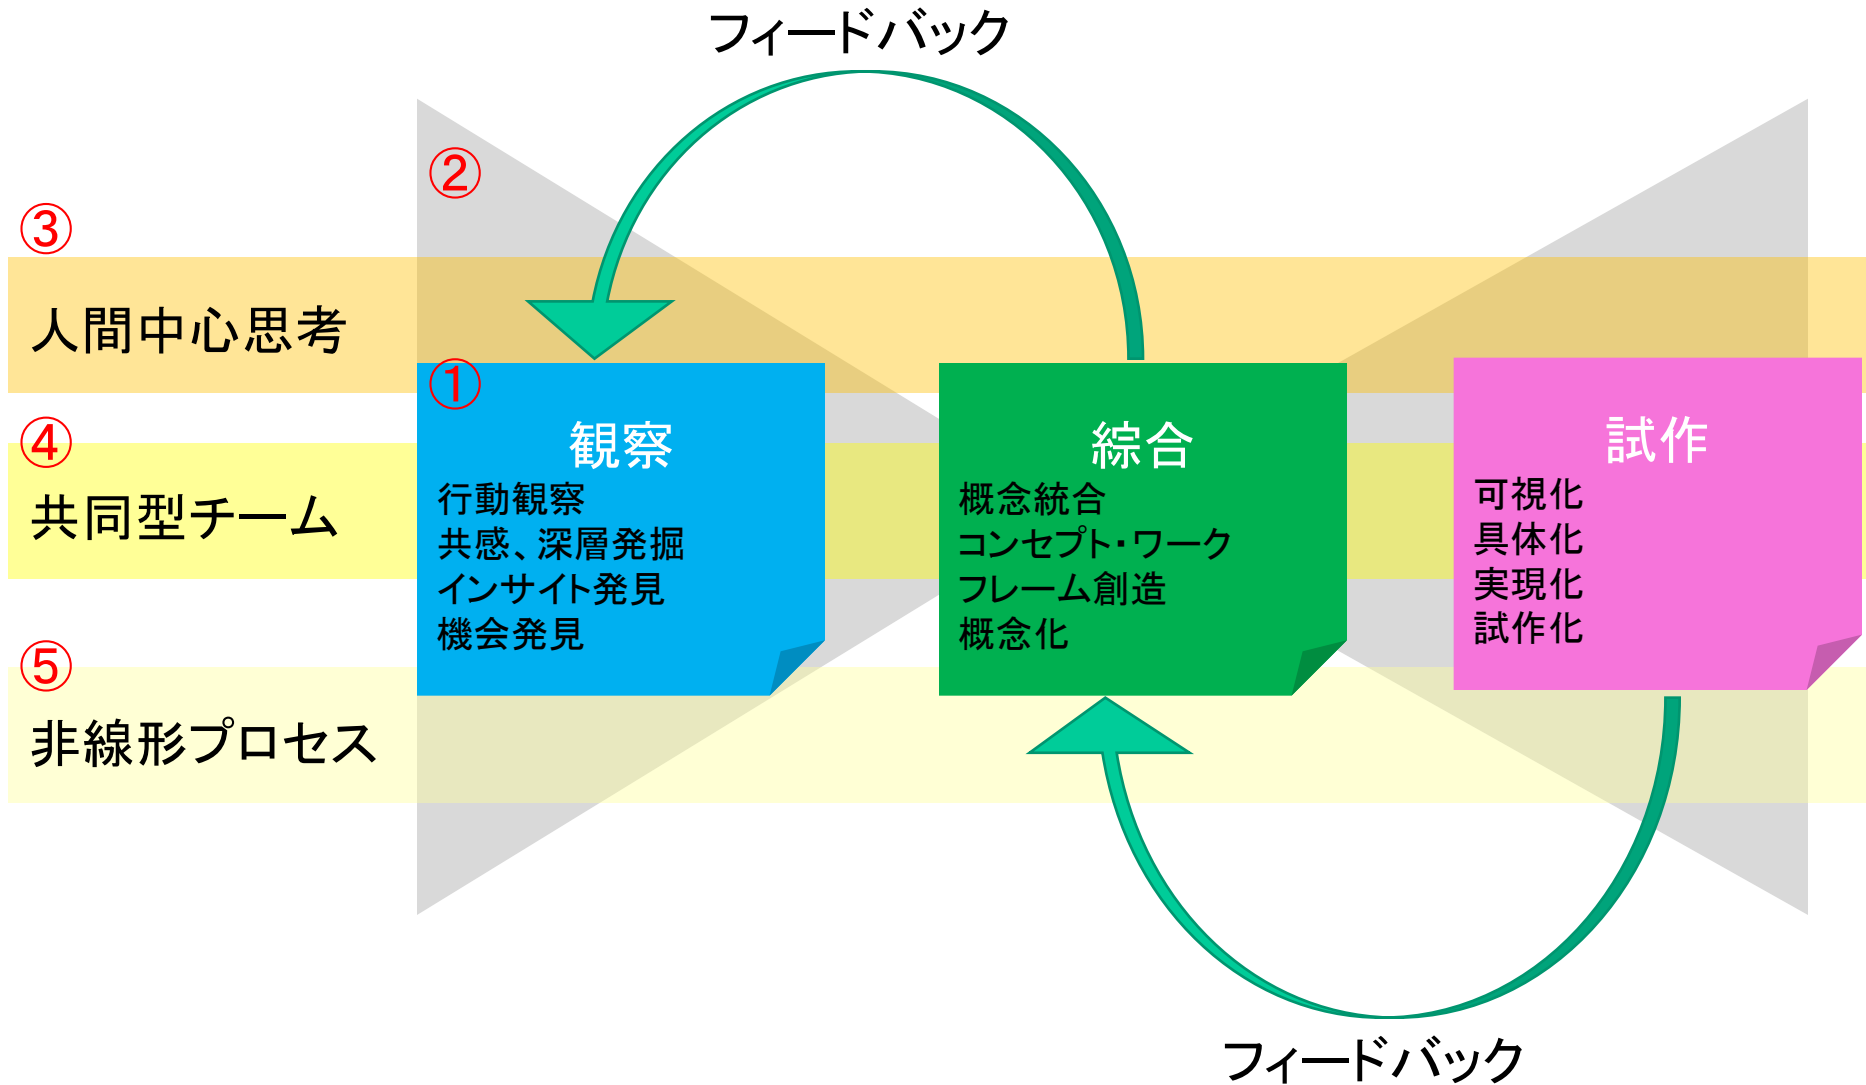 フィードバック
②
③
人間中心思考
①
観察
行動観察
共感、深層発掘
インサイト発見
機会発見
綜合
概念統合
コンセプト・ワーク
フレーム創造
概念化
試作
可視化
具体化
実現化
試作化
④
共同型チーム
⑤
非線形プロセス
フィードバック